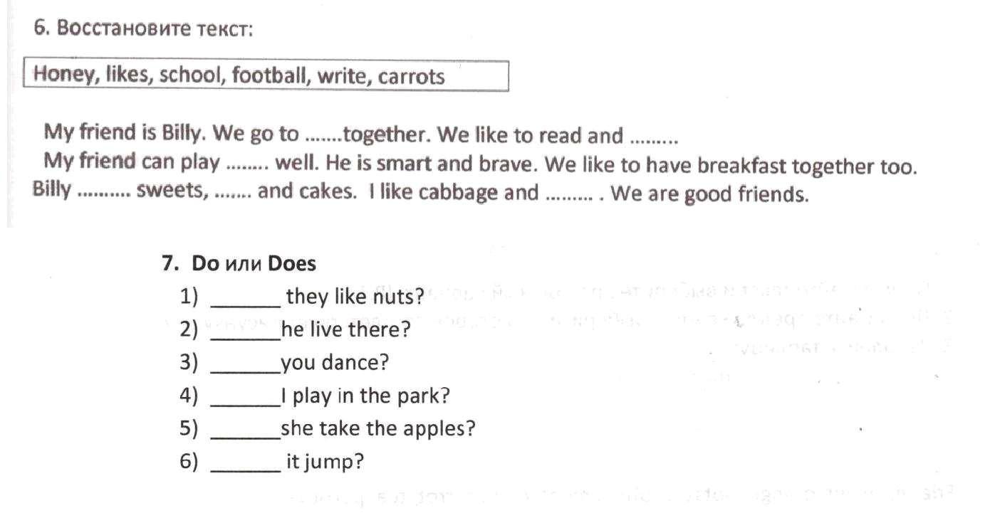 6. Восстановите текст:
Honey, likes, school, football, write, carrots
My friend is Billy. We go to .......together. We like to read and .........
My friend can play ........ well. He is smart and brave. We like to have breakfast together too.
Billy .......... sweets, ....... and cakes. I like cabbage and ......... . We are good friends.
7. Do или Does
1) ______ they like nuts?
2) ______he live there?
3) ______you dance?
4) ______I play in the park?
5) ______she take the apples?
6) ______ it jump?